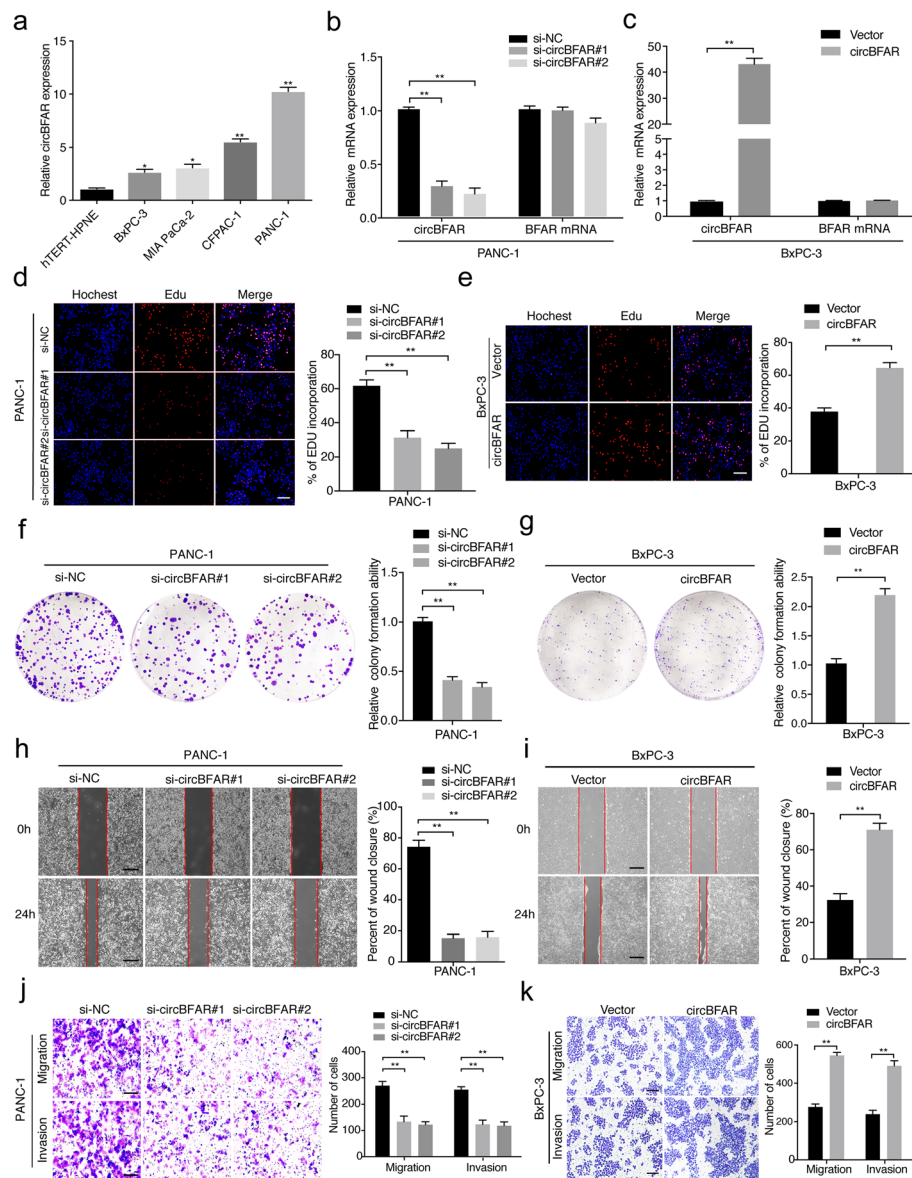 a
Relative circBFAR expression
15
10
5
0
*
*
**
**
hTERT-HPNE
BxPC-3
MIA PaCa-2
CFPAC-1
PANC-1
b
si-NC
si-circBFAR#1
si-circBFAR#2
Relative mRNA expression
1.5
1.0
0.5
0.0
**
**
circBFAR
BFAR mRNA
PANC-1
c
Vector
circBFAR
Relative mRNA expression
50
40
30
20
5
4
3
2
1
0
**
circBFAR
BFAR mRNA
BxPC-3
d
Hochest
Edu
Merge
PANC-1
si-NC
si-circBFAR#1
si-circBFAR#2
si-NC
si-circBFAR#1
si-circBFAR#2
% of EDU incorporation
80
60
40
20
0
**
**
PANC-1
e
Hochest
Edu
Merge
BxPC-3
Vector
circBFAR
Vector
circBFAR
% of EDU incorporation
80
60
40
20
0
**
BxPC-3
f
PANC-1
si-NC
si-circBFAR#1
si-circBFAR#2
si-NC
si-circBFAR#1
si-circBFAR#2
Relative colony formation ability
1.5
1.0
0.5
0.0
**
**
PANC-1
g
BxPC-3
Vector
circBFAR
Vector
circBFAR
Relative colony formation ability
2.5
2.0
1.5
1.0
0.5
0.0
**
BxPC-3
h
PANC-1
si-NC
si-circBFAR#1
si-circBFAR#2
0h
24h
si-NC
si-circBFAR#1
si-circBFAR#2
Percent of wound closure (%)
100
80
60
40
20
0
**
**
PANC-1
i
BxPC-3
Vector
circBFAR
0h
24h
Vector
circBFAR
Percent of wound closure (%)
80
60
40
20
0
**
BxPC-3
j
si-NC
si-circBFAR#1
si-circBFAR#2
PANC-1
Migration
Invasion
si-NC
si-circBFAR#1
si-circBFAR#2
Number of cells
400
300
200
100
0
**
**
**
**
Migration
Invasion
k
Vector
circBFAR
BxPC-3
Migration
Invasion
Vector
circBFAR
Number of cells
600
400
200
0
**
**
Migration
Invasion